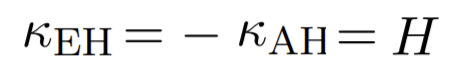 κ_EH = − κ_AH = H